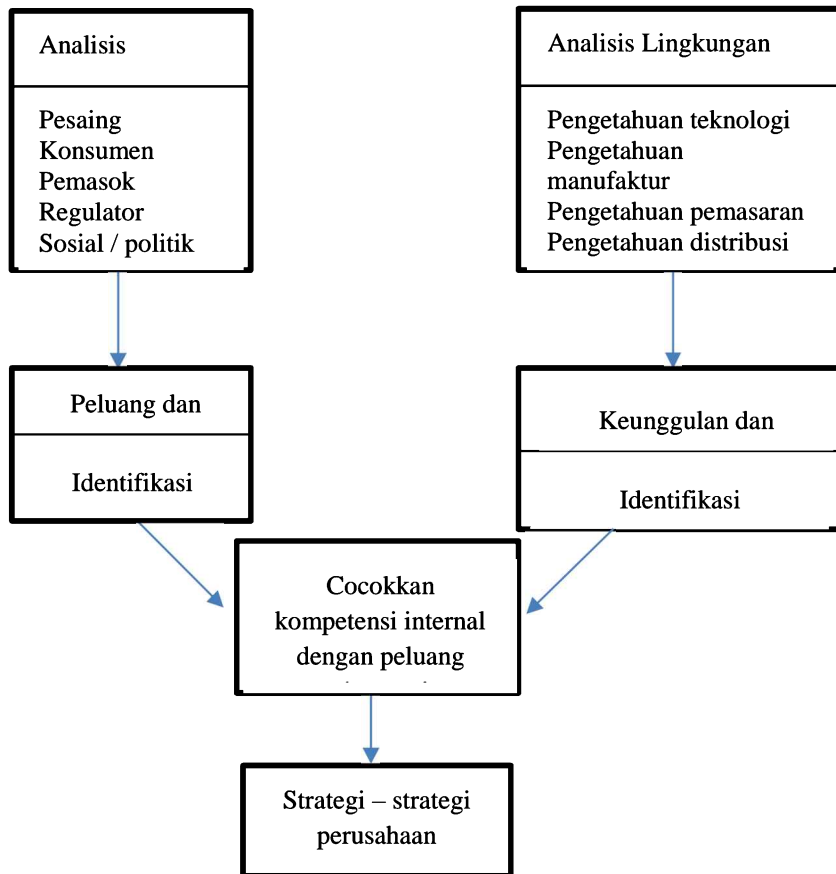 Analisis
Pesaing
Konsumen
Pemasok
Regulator
Sosial / politik
Analisis Lingkungan
Pengetahuan teknologi
Pengetahuan
manufaktur
Pengetahuan pemasaran
Pengetahuan distribusi
Peluang dan
Identifikasi
Keunggulan dan
Identifikasi
Cocokkan
kompetensi internal
dengan peluang
Strategi – strategi
perusahaan